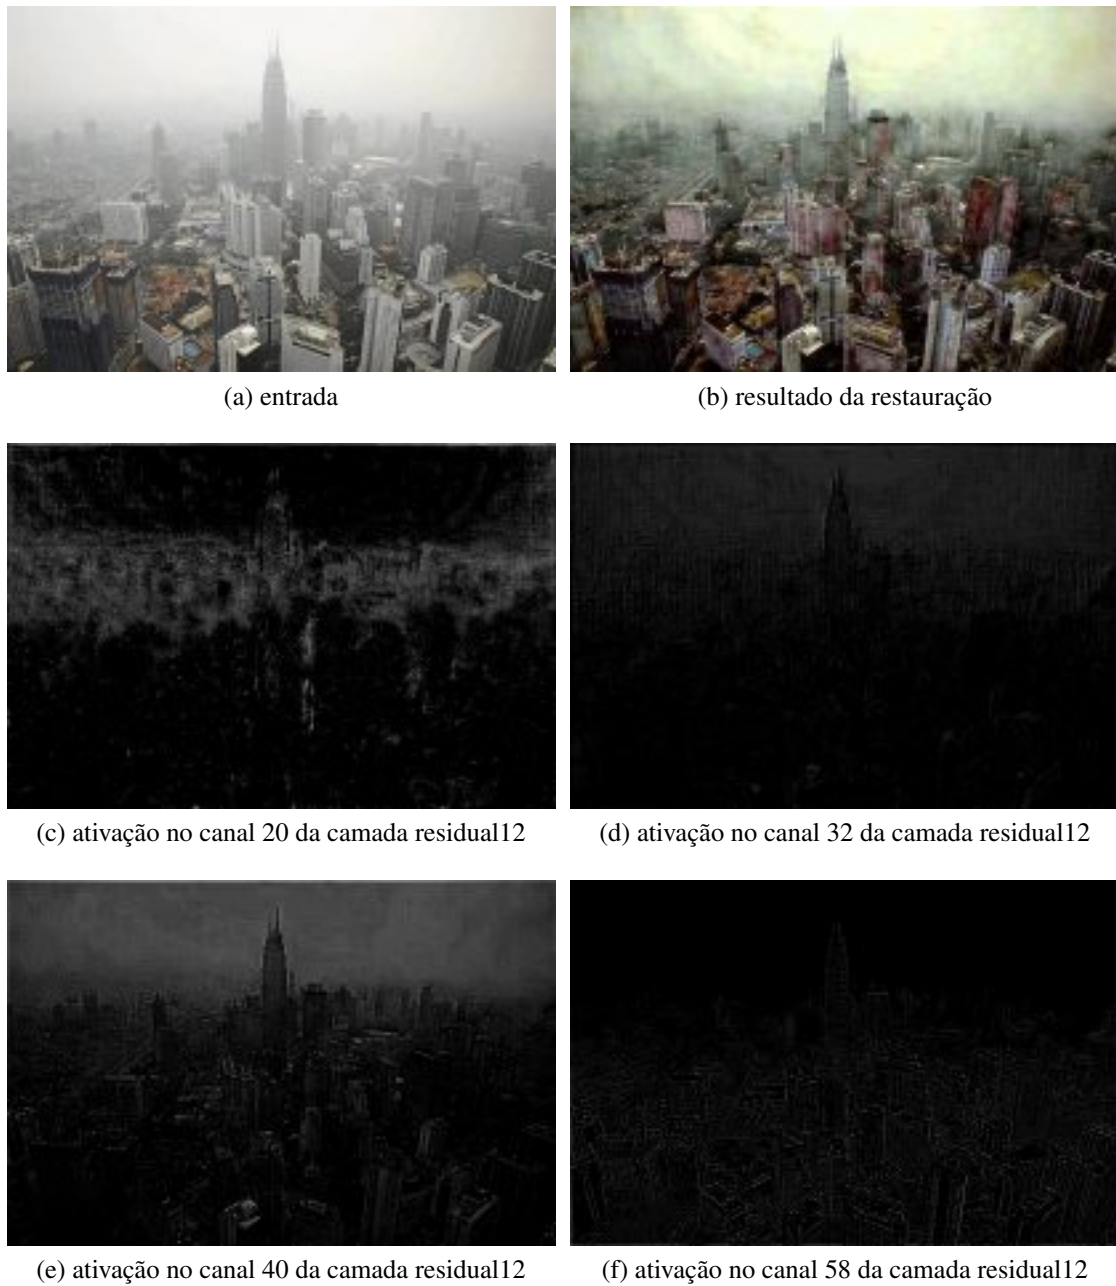 (a) entrada
(b) resultado da restauração
(c) ativação no canal 20 da camada residual12
(d) ativação no canal 32 da camada residual12
(e) ativação no canal 40 da camada residual12
(f) ativação no canal 58 da camada residual12